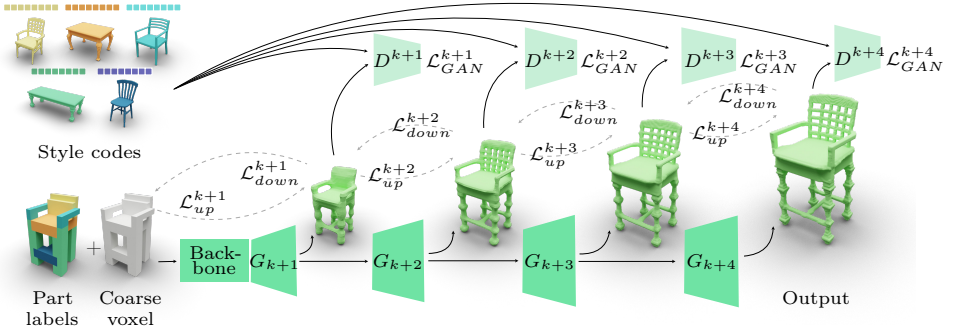 D^{k+1} \mathcal{L}_{GAN}^{k+1}
D^{k+2} \mathcal{L}_{GAN}^{k+2}
D^{k+3} \mathcal{L}_{GAN}^{k+3}
D^{k+4} \mathcal{L}_{GAN}^{k+4}
Style codes
\mathcal{L}_{down}^{k+1}
\mathcal{L}_{up}^{k+1}
\mathcal{L}_{down}^{k+2}
\mathcal{L}_{up}^{k+2}
\mathcal{L}_{down}^{k+3}
\mathcal{L}_{up}^{k+3}
\mathcal{L}_{down}^{k+4}
\mathcal{L}_{up}^{k+4}
+
Back-
bone
G_{k+1}
G_{k+2}
G_{k+3}
G_{k+4}
Part
labels
Coarse
voxel
Output